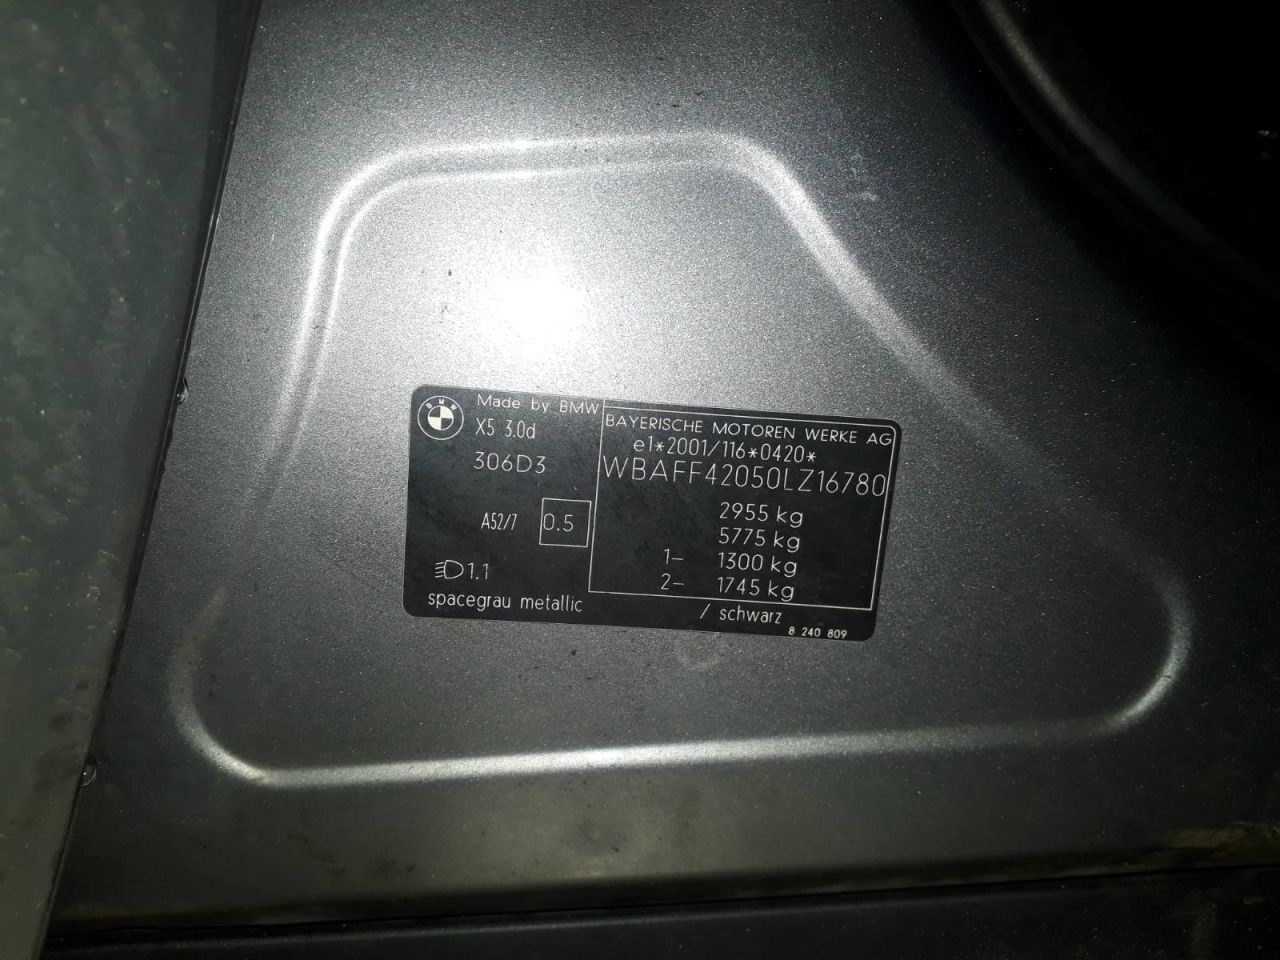 BMW
Made by BMW
X5 3.0d
306D3
A52/7 0.5
1.1
spacegrau metallic
BAYERISCHE MOTOREN WERKE AG
e1*2001/116*0420*
WBAFF42050LZ16780
2955 kg
5775 kg
1- 1300 kg
2- 1745 kg
/ schwarz
8 240 809